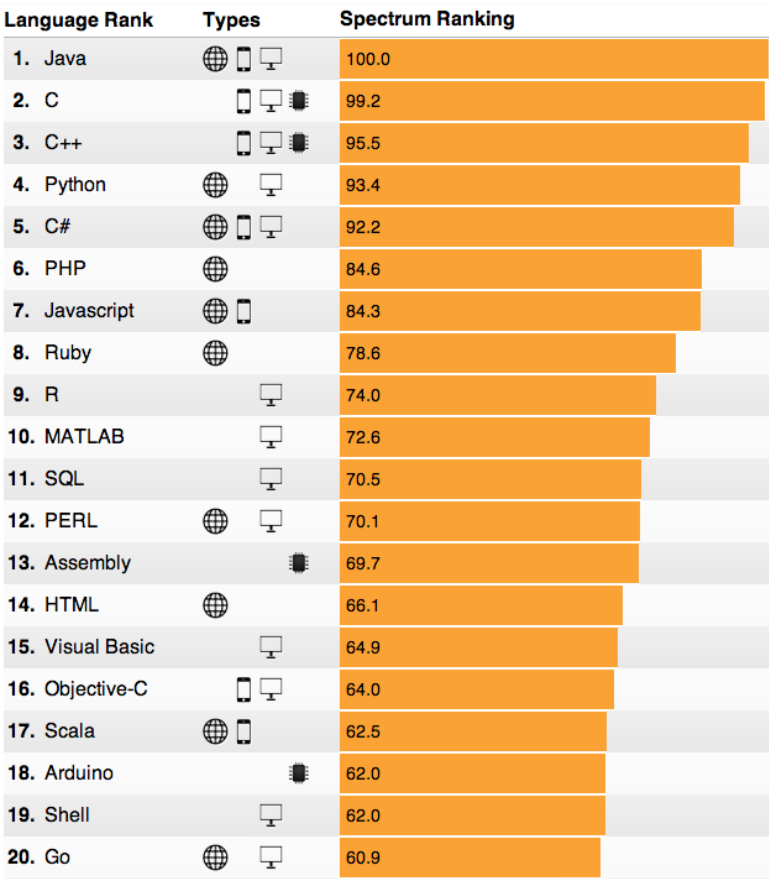 Language Rank Types Spectrum Ranking
1. Java 100.0
2. C 99.2
3. C++ 95.5
4. Python 93.4
5. C# 92.2
6. PHP 84.6
7. Javascript 84.3
8. Ruby 78.6
9. R 74.0
10. MATLAB 72.6
11. SQL 70.5
12. PERL 70.1
13. Assembly 69.7
14. HTML 66.1
15. Visual Basic 64.9
16. Objective-C 64.0
17. Scala 62.5
18. Arduino 62.0
19. Shell 62.0
20. Go 60.9